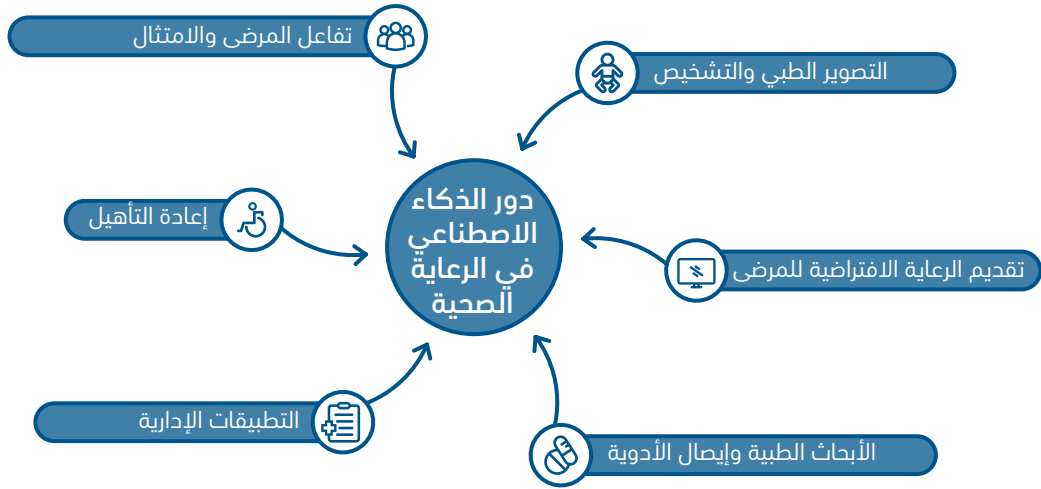 دور الذكاء
الاصطناعي
في الرعاية
الصحية
التصوير الطبي والتشخيص
تقديم الرعاية الافتراضية للمرضى
الأبحاث الطبية وإيصال الأدوية
تفاعل المرضى والامتثال
إعادة التأهيل
التطبيقات الإدارية